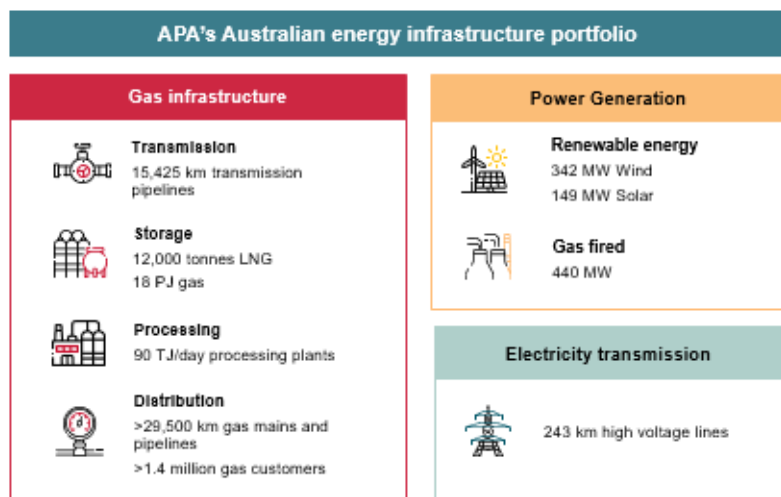 APA's Australian energy infrastructure portfolio
Gas infrastructure
Transmission
15,425 km transmission
pipelines
Storage
12,000 tonnes LNG
18 PJ gas
Processing
90 TJ/day processing plants
Distribution
>29,500 km gas mains and
pipelines
>1.4 million gas customers
Power Generation
Renewable energy
342 MW Wind
149 MW Solar
Gas fired
440 MW
Electricity transmission
243 km high voltage lines